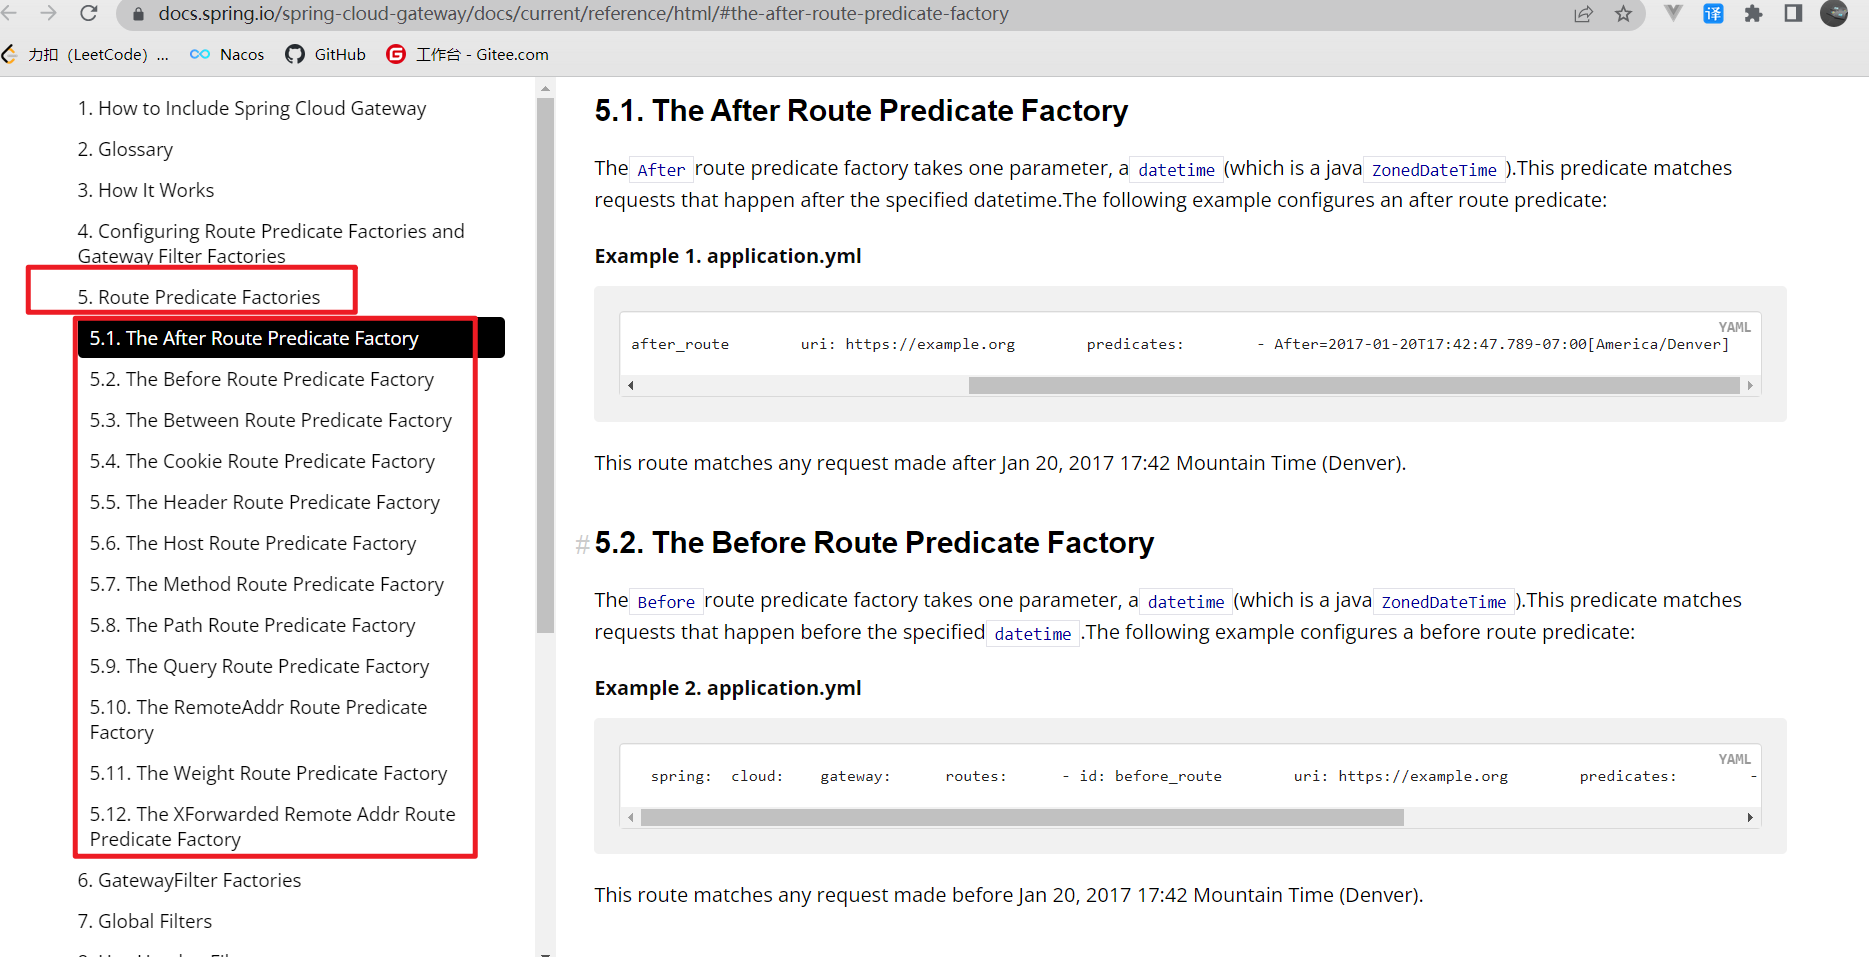 docs.spring.io/spring-cloud-gateway/docs/current/reference/html/#the-after-route-predicate-factory
译
力扣（LeetCode）...
Nacos
GitHub
工作台 - Gitee.com
1. How to Include Spring Cloud Gateway
2. Glossary
3. How It Works
4. Configuring Route Predicate Factories and
Gateway Filter Factories
5. Route Predicate Factories
5.1. The After Route Predicate Factory
5.2. The Before Route Predicate Factory
5.3. The Between Route Predicate Factory
5.4. The Cookie Route Predicate Factory
5.5. The Header Route Predicate Factory
5.6. The Host Route Predicate Factory
5.7. The Method Route Predicate Factory
5.8. The Path Route Predicate Factory
5.9. The Query Route Predicate Factory
5.10. The RemoteAddr Route Predicate
Factory
5.11. The Weight Route Predicate Factory
5.12. The XForwarded Remote Addr Route
Predicate Factory
6. GatewayFilter Factories
7. Global Filters
5.1. The After Route Predicate Factory
The After route predicate factory takes one parameter, a datetime (which is a java ZonedDateTime ).This predicate matches
requests that happen after the specified datetime.The following example configures an after route predicate:
Example 1. application.yml
YAML
after_route uri: https://example.org predicates: - After=2017-01-20T17:42:47.789-07:00[America/Denver]
This route matches any request made after Jan 20, 2017 17:42 Mountain Time (Denver).
# 5.2. The Before Route Predicate Factory
The Before route predicate factory takes one parameter, a datetime (which is a java ZonedDateTime ).This predicate matches
requests that happen before the specified datetime .The following example configures a before route predicate:
Example 2. application.yml
YAML
spring: cloud: gateway: routes: - id: before_route uri: https://example.org predicates: -
This route matches any request made before Jan 20, 2017 17:42 Mountain Time (Denver).